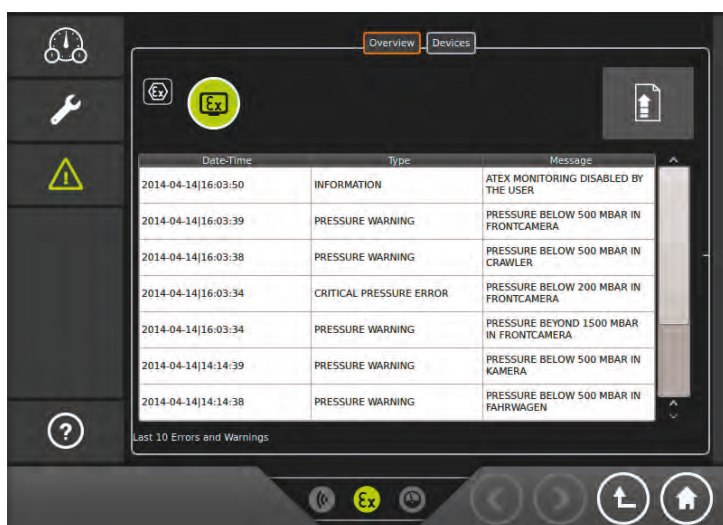 Overview Devices
Ex
Ex
Date-Time Type Message
2014-04-14|16:03:50 INFORMATION ATEX MONITORING DISABLED BY
THE USER
2014-04-14|16:03:39 PRESSURE WARNING PRESSURE BELOW 500 MBAR IN
FRONTCAMERA
2014-04-14|16:03:38 PRESSURE WARNING PRESSURE BELOW 500 MBAR IN
CRAWLER
2014-04-14|16:03:34 CRITICAL PRESSURE ERROR PRESSURE BELOW 200 MBAR IN
FRONTCAMERA
2014-04-14|16:03:34 PRESSURE WARNING PRESSURE BEYOND 1500 MBAR
IN FRONTCAMERA
2014-04-14|14:14:39 PRESSURE WARNING PRESSURE BELOW 500 MBAR IN
KAMERA
2014-04-14|14:14:38 PRESSURE WARNING PRESSURE BELOW 500 MBAR IN
FAHRWAGEN
Last 10 Errors and Warnings
Ex